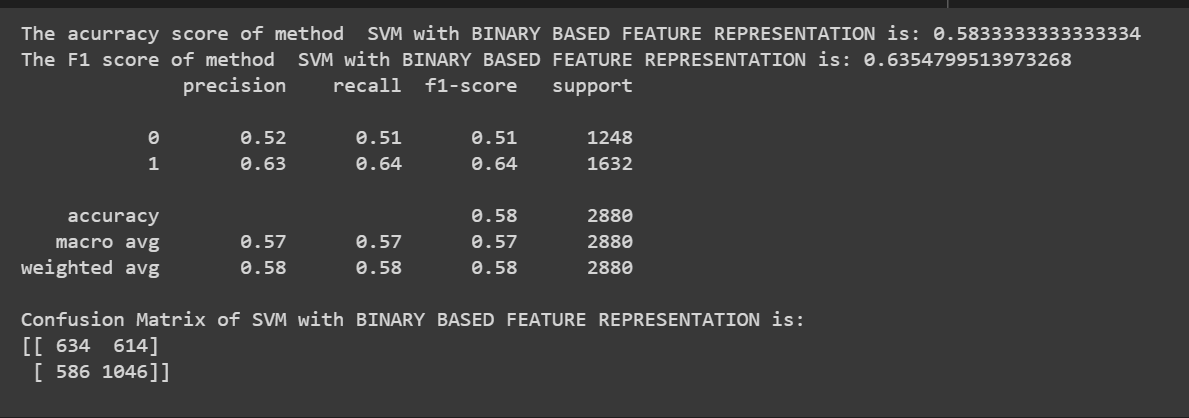 The acurracy score of method  SVM with BINARY BASED FEATURE REPRESENTATION is: 0.5833333333333334
The F1 score of method  SVM with BINARY BASED FEATURE REPRESENTATION is: 0.6354799513973268
              precision    recall  f1-score   support
           0       0.52      0.51      0.51      1248
           1       0.63      0.64      0.64      1632
    accuracy                           0.58      2880
   macro avg       0.57      0.57      0.57      2880
weighted avg       0.58      0.58      0.58      2880
Confusion Matrix of SVM with BINARY BASED FEATURE REPRESENTATION is:
[[ 634  614]
 [ 586 1046]]